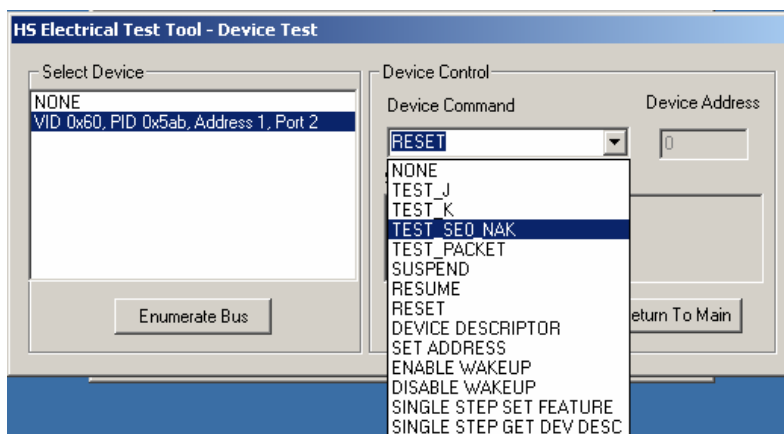 HS Electrical Test Tool - Device Test
Select Device
NONE
VID 0x60, PID 0x5ab, Address 1, Port 2
Enumerate Bus
Device Control
Device Command
Device Address
RESET
0
NONE
TEST_J
TEST_K
TEST_SE0_NAK
TEST_PACKET
SUSPEND
RESUME
RESET
DEVICE DESCRIPTOR
SET ADDRESS
ENABLE WAKEUP
DISABLE WAKEUP
SINGLE STEP SET FEATURE
SINGLE STEP GET DEV DESC
eturn To Main